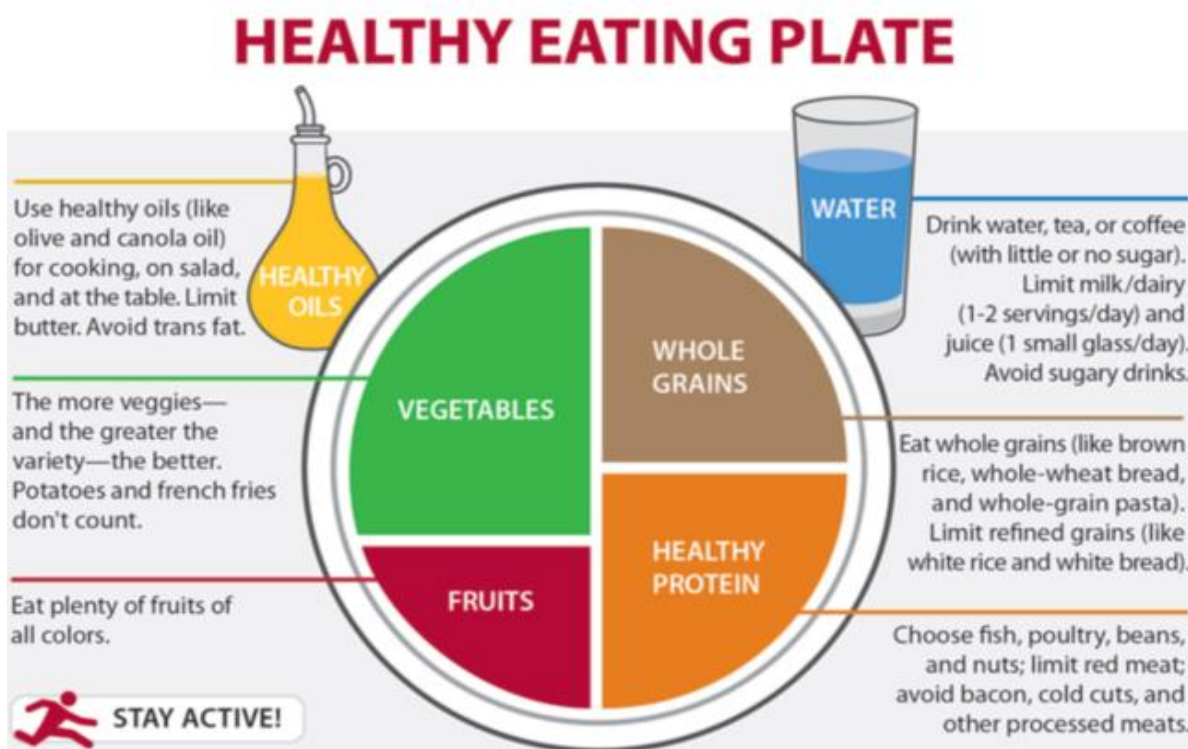 HEALTHY EATING PLATE
Use healthy oils (like
olive and canola oil)
for cooking, on salad,
and at the table. Limit
butter. Avoid trans fat.
HEALTHY
OILS
The more veggies—
and the greater the
variety—the better.
Potatoes and french fries
don't count.
Eat plenty of fruits of
all colors.
STAY ACTIVE!
VEGETABLES
FRUITS
WHOLE
GRAINS
HEALTHY
PROTEIN
WATER
Drink water, tea, or coffee
(with little or no sugar).
Limit milk/dairy
(1-2 servings/day) and
juice (1 small glass/day).
Avoid sugary drinks.
Eat whole grains (like brown
rice, whole-wheat bread,
and whole-grain pasta).
Limit refined grains (like
white rice and white bread).
Choose fish, poultry, beans,
and nuts; limit red meat;
avoid bacon, cold cuts, and
other processed meats.